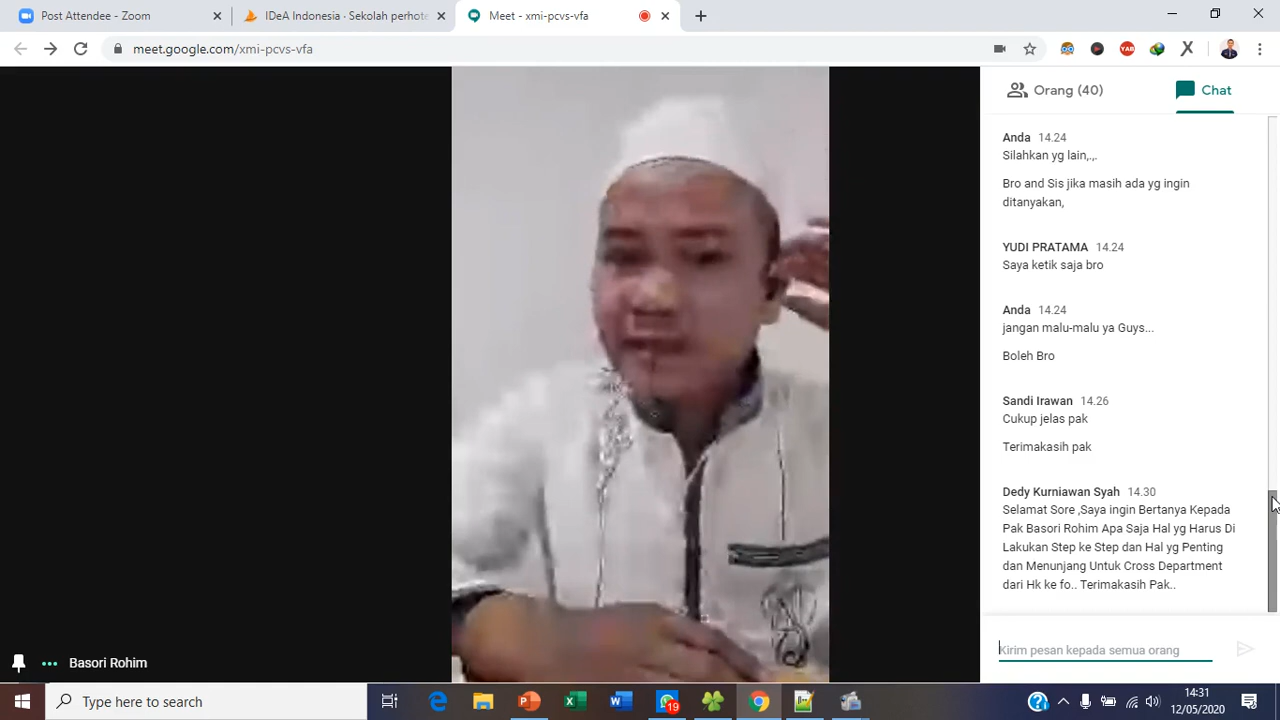 Post Attendee - Zoom
IDeA Indonesia · Sekolah perhote
Meet - xmi-pcvs-vfa
meet.google.com/xmi-pcvs-vfa
YAB
Orang (40)
Chat
Anda 14.24
Silahkan yg lain,.,.
Bro and Sis jika masih ada yg ingin
ditanyakan,
YUDI PRATAMA 14.24
Saya ketik saja bro
Anda 14.24
jangan malu-malu ya Guys...
Boleh Bro
Sandi Irawan 14.26
Cukup jelas pak
Terimakasih pak
Dedy Kurniawan Syah 14.30
Selamat Sore ,Saya ingin Bertanya Kepada
Pak Basori Rohim Apa Saja Hal yg Harus Di
Lakukan Step ke Step dan Hal yg Penting
dan Menunjang Untuk Cross Department
dari Hk ke fo.. Terimakasih Pak..
Kirim pesan kepada semua orang
Basori Rohim
Type here to search
19
14:31
12/05/2020